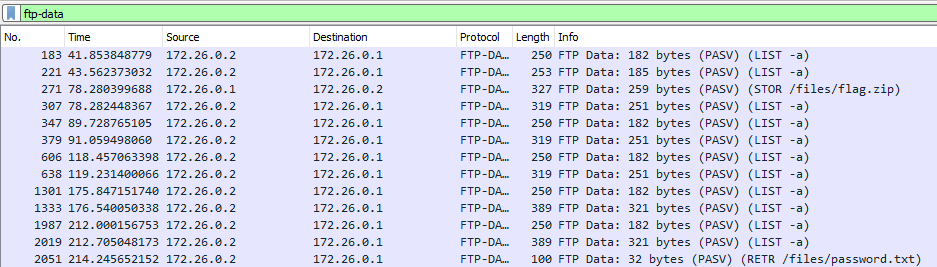 ftp-data
No. Time Source Destination Protocol Length Info
183 41.853848779 172.26.0.2 172.26.0.1 FTP-DA… 250 FTP Data: 182 bytes (PASV) (LIST -a)
221 43.562373032 172.26.0.2 172.26.0.1 FTP-DA… 253 FTP Data: 185 bytes (PASV) (LIST -a)
271 78.280399688 172.26.0.1 172.26.0.2 FTP-DA… 327 FTP Data: 259 bytes (PASV) (STOR /files/flag.zip)
307 78.282448367 172.26.0.2 172.26.0.1 FTP-DA… 319 FTP Data: 251 bytes (PASV) (LIST -a)
347 89.728765105 172.26.0.2 172.26.0.1 FTP-DA… 250 FTP Data: 182 bytes (PASV) (LIST -a)
379 91.059498060 172.26.0.2 172.26.0.1 FTP-DA… 319 FTP Data: 251 bytes (PASV) (LIST -a)
606 118.457063398 172.26.0.2 172.26.0.1 FTP-DA… 250 FTP Data: 182 bytes (PASV) (LIST -a)
638 119.231400066 172.26.0.2 172.26.0.1 FTP-DA… 319 FTP Data: 251 bytes (PASV) (LIST -a)
1301 175.847151740 172.26.0.2 172.26.0.1 FTP-DA… 250 FTP Data: 182 bytes (PASV) (LIST -a)
1333 176.540050338 172.26.0.2 172.26.0.1 FTP-DA… 389 FTP Data: 321 bytes (PASV) (LIST -a)
1987 212.000156753 172.26.0.2 172.26.0.1 FTP-DA… 250 FTP Data: 182 bytes (PASV) (LIST -a)
2019 212.705048173 172.26.0.2 172.26.0.1 FTP-DA… 389 FTP Data: 321 bytes (PASV) (LIST -a)
2051 214.245652152 172.26.0.2 172.26.0.1 FTP-DA… 100 FTP Data: 32 bytes (PASV) (RETR /files/password.txt)